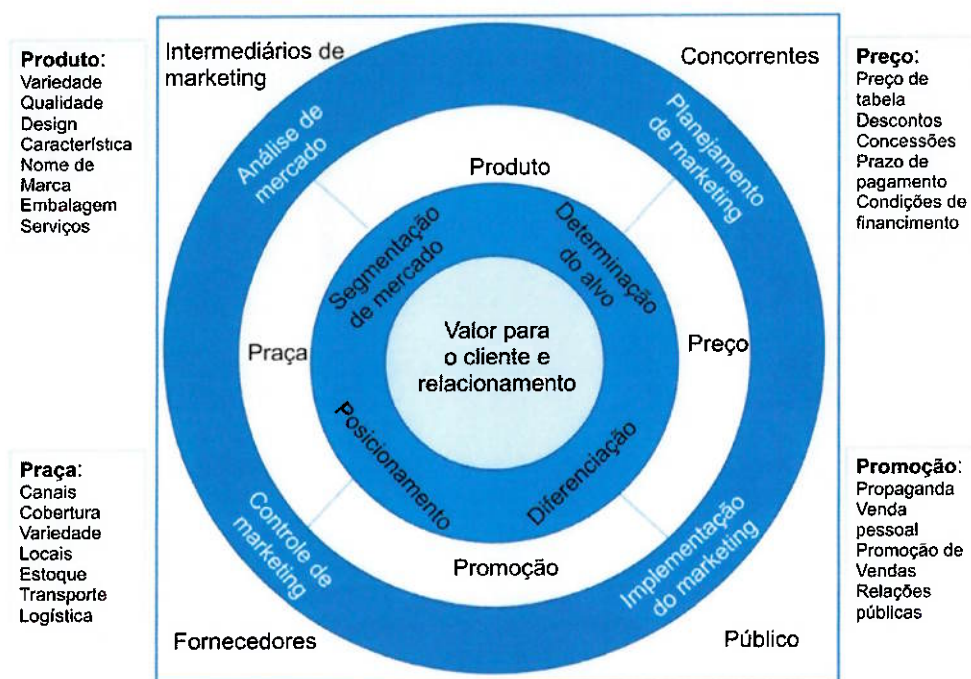 Produto:
Variedade
Qualidade
Design
Característica
Nome de
Marca
Embalagem
Serviços
Intermediários de
marketing
Concorrentes
Preço:
Preço de
tabela
Descontos
Concessões
Prazo de
pagamento
Condições de
financimento
Análise de
mercado
Planejamento
de marketing
Produto
Segmentação
de mercado
Determinação
do alvo
Praça
Valor para
o cliente e
relacionamento
Preço
Posicionamento
Diferenciação
Controle de
marketing
Promoção
Implementação
do marketing
Fornecedores
Público
Praça:
Canais
Cobertura
Variedade
Locais
Estoque
Transporte
Logística
Promoção:
Propaganda
Venda
pessoal
Promoção de
Vendas
Relações
públicas